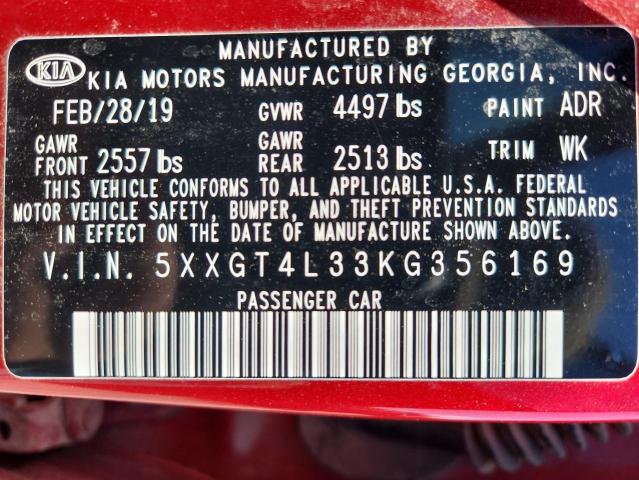 MANUFACTURED BY
KIA KIA MOTORS MANUFACTURING GEORGIA, INC.
FEB/28/19 GVWR 4497 lbs PAINT ADR
GAWR FRONT 2557 lbs GAWR REAR 2513 lbs TRIM WK
THIS VEHICLE CONFORMS TO ALL APPLICABLE U.S.A. FEDERAL
MOTOR VEHICLE SAFETY, BUMPER, AND THEFT PREVENTION STANDARDS
IN EFFECT ON THE DATE OF MANUFACTURE SHOWN ABOVE.
V.I.N. 5XXGT4L33KG356169
PASSENGER CAR